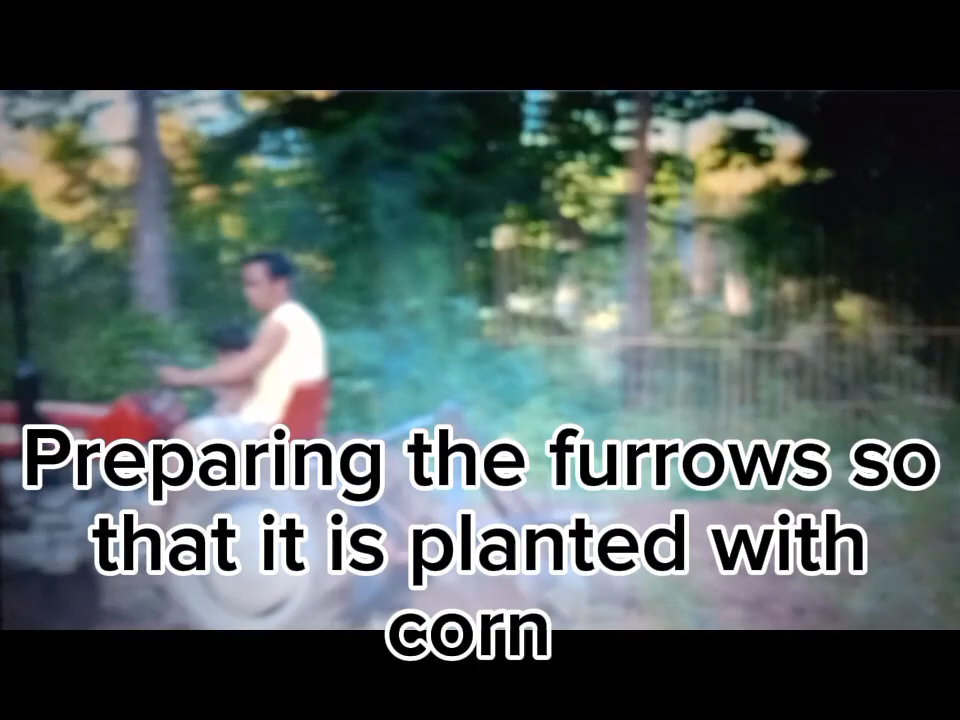 Preparing the furrows so
that it is planted with
corn